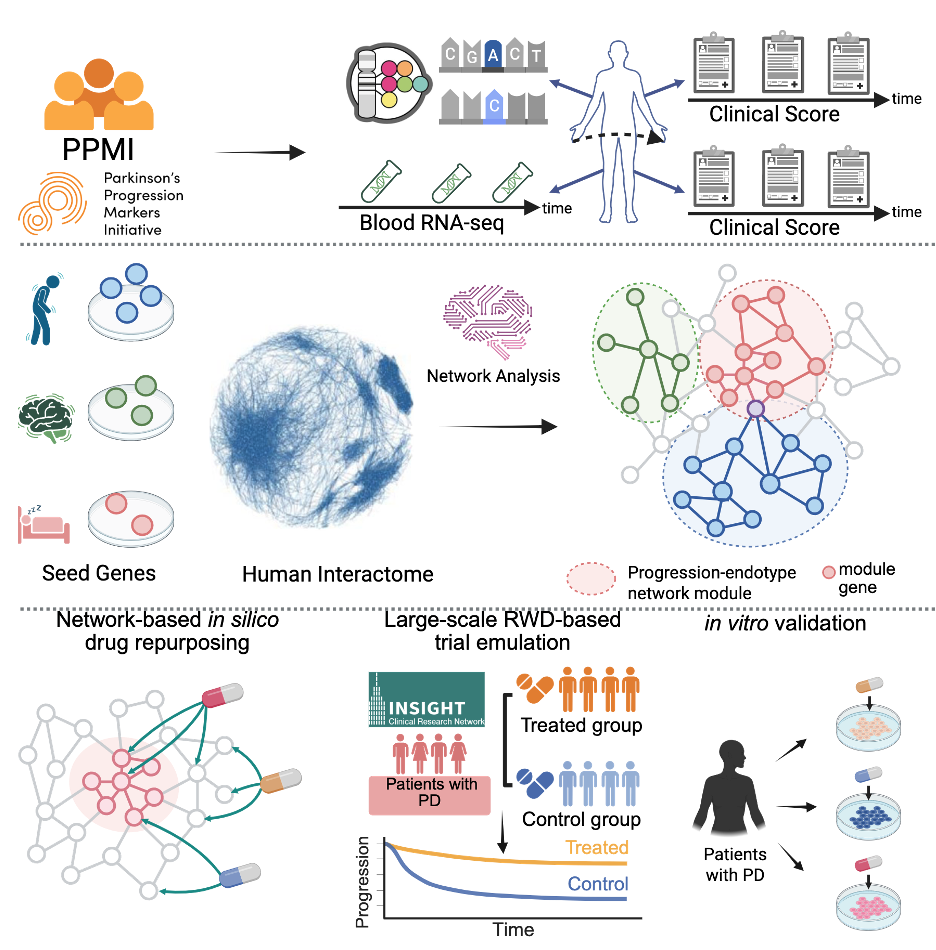 PPMI
Parkinson's
Progression
Markers
Initiative
C G A C T
C
Blood RNA-seq
time
Clinical Score
time
Clinical Score
time
zzZ
Seed Genes
Human Interactome
Network Analysis
Progression-endotype
network module
module
gene
Network-based in silico
drug repurposing
Large-scale RWD-based
trial emulation
in vitro validation
INSIGHT
Clinical Research Network
Patients with
PD
Treated group
Control group
Progression
Treated
Control
Time
Patients
with PD